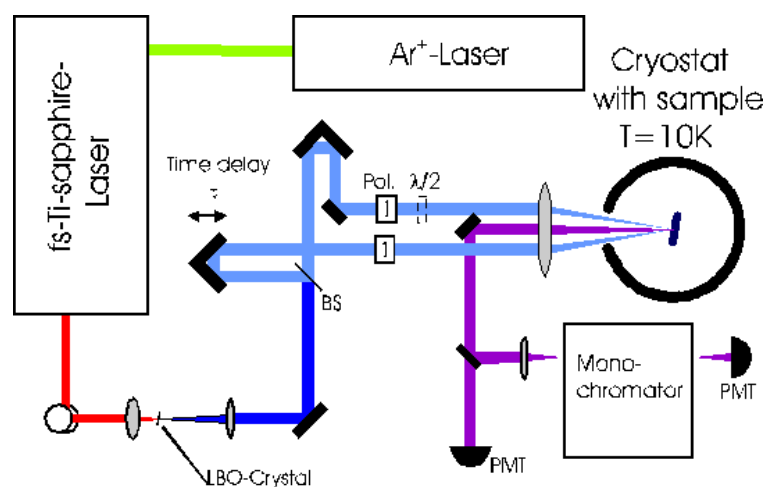 fs-Ti-sapphire-
Laser
Ar⁺-Laser
Cryostat
with sample
T=10K
Time delay
τ
Pol.
λ/2
BS
Mono-
chromator
PMT
PMT
LBO-Crystal